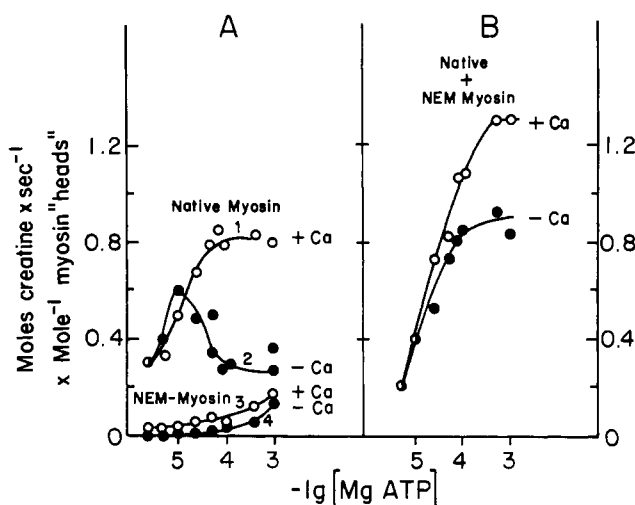 A
B
Moles creatine x sec⁻¹
x Mole⁻¹ myosin "heads"
1.2
0.8
0.4
0
Native Myosin
1
+ Ca
2
- Ca
NEM-Myosin
3
+ Ca
- Ca
4
5 4 3
Native
+
NEM Myosin
+ Ca
- Ca
1.2
0.8
0.4
0
5 4 3
-lg [Mg ATP]